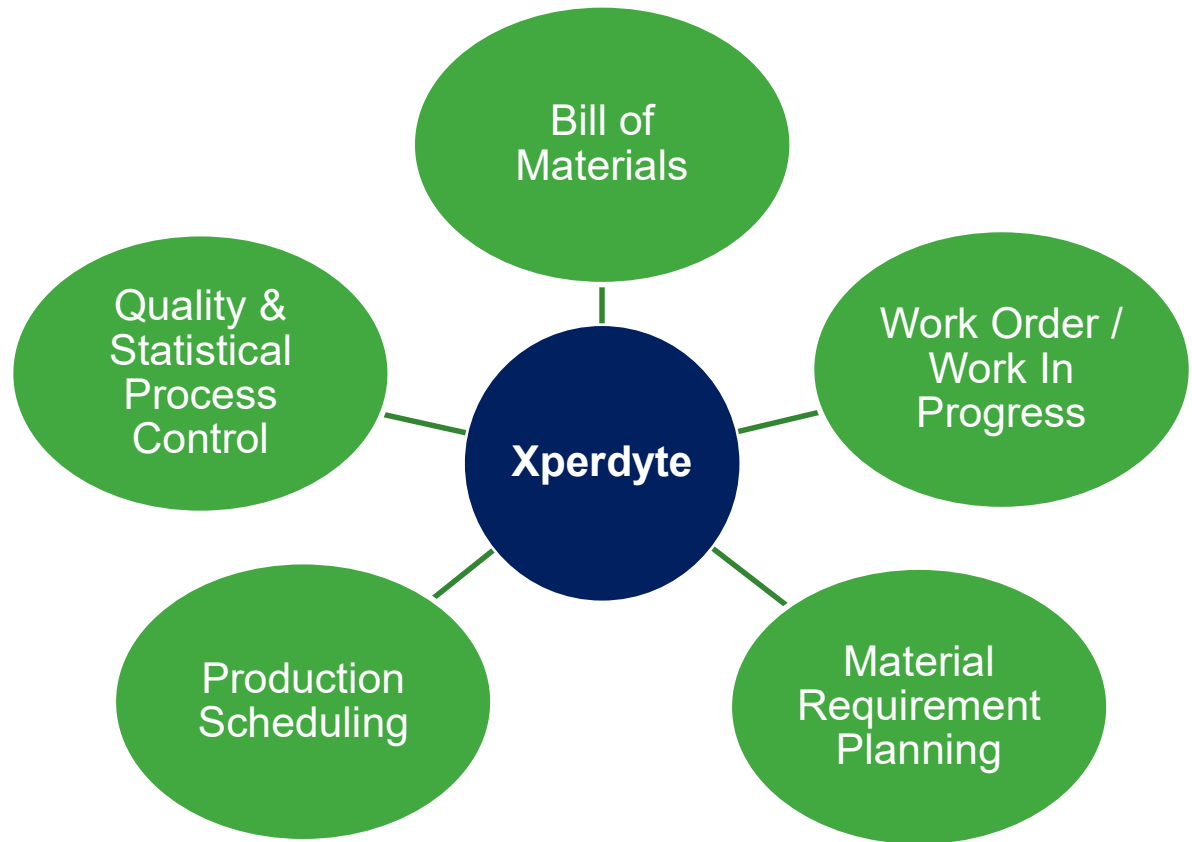 Bill of
Materials
Work Order /
Work In
Progress
Material
Requirement
Planning
Production
Scheduling
Quality &
Statistical
Process
Control
Xperdyte